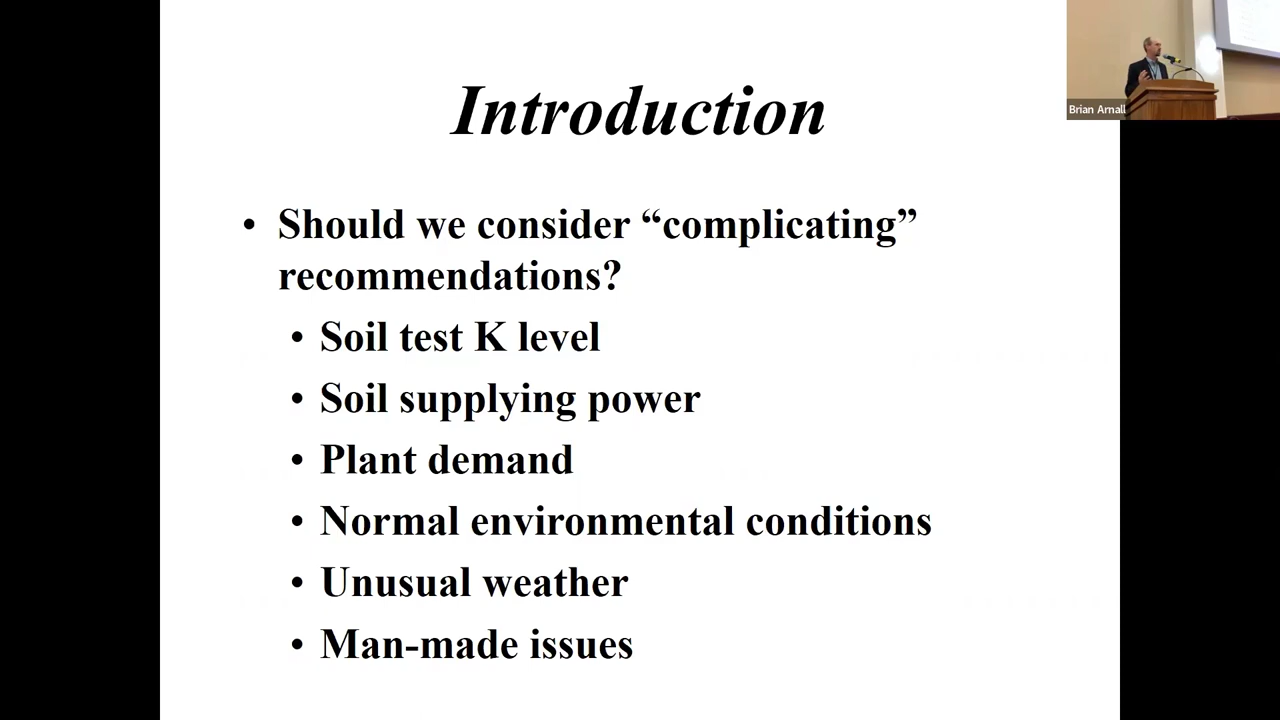 Introduction
• Should we consider “complicating”
recommendations?
• Soil test K level
• Soil supplying power
• Plant demand
• Normal environmental conditions
• Unusual weather
• Man-made issues
Brian Arnall